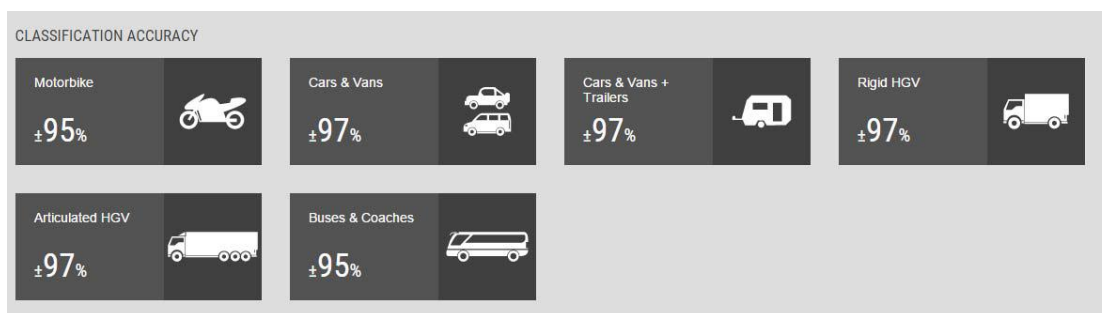 CLASSIFICATION ACCURACY
Motorbike
±95%
Cars & Vans
±97%
Cars & Vans +
Trailers
±97%
Rigid HGV
±97%
Articulated HGV
±97%
Buses & Coaches
±95%